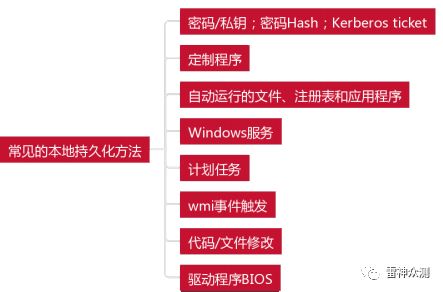 密码/私钥；密码Hash；Kerberos ticket
定制程序
自动运行的文件、注册表和应用程序
Windows服务
常见的本地持久化方法
计划任务
wmi事件触发
代码/文件修改
驱动程序BIOS
雷神众测